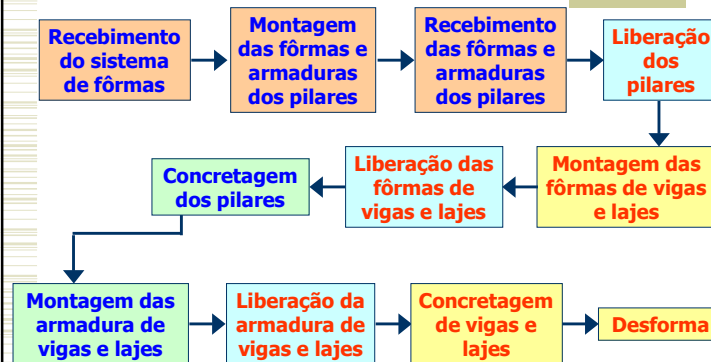 Recebimento
do sistema
de fôrmas
Montagem
das fôrmas e
armaduras
dos pilares
Recebimento
das fôrmas e
armaduras
dos pilares
Liberação
dos
pilares
Montagem das
fôrmas de vigas
e lajes
Liberação das
fôrmas de
vigas e lajes
Concretagem
dos pilares
Montagem das
armadura de
vigas e lajes
Liberação da
armadura de
vigas e lajes
Concretagem
de vigas e
lajes
Desforma